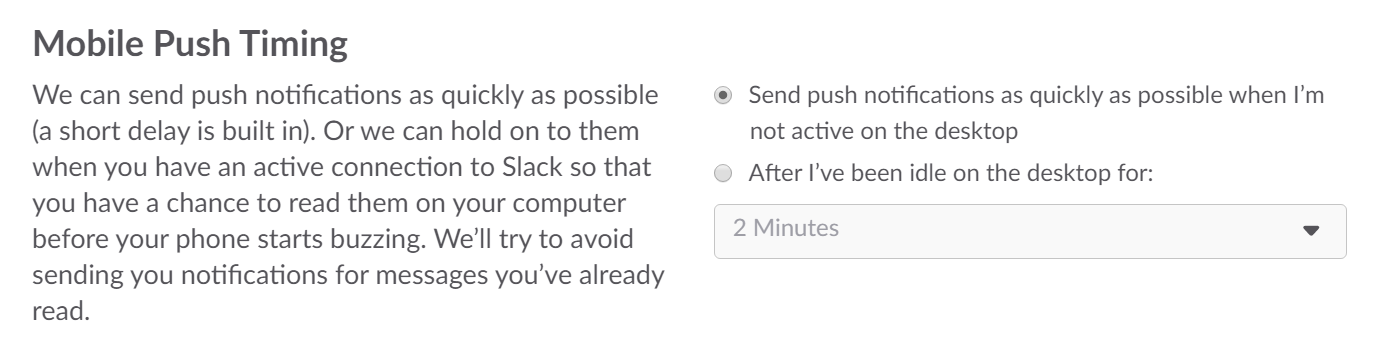 Mobile Push Timing
We can send push notifications as quickly as possible
(a short delay is built in). Or we can hold on to them
when you have an active connection to Slack so that
you have a chance to read them on your computer
before your phone starts buzzing. We’ll try to avoid
sending you notifications for messages you’ve already
read.
Send push notifications as quickly as possible when I’m
not active on the desktop
After I’ve been idle on the desktop for:
2 Minutes